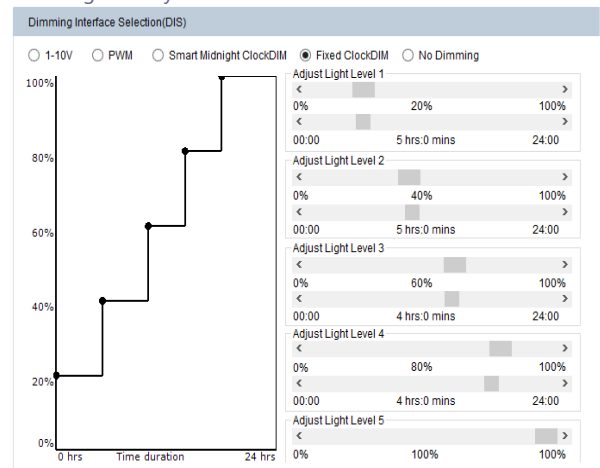 Dimming Interface Selection(DIS)
1-10V PWM Smart Midnight ClockDIM Fixed ClockDIM No Dimming
100%
80%
60%
40%
20%
0%
0 hrs Time duration 24 hrs
Adjust Light Level 1
0% 20% 100%
00:00 5 hrs:0 mins 24:00
Adjust Light Level 2
0% 40% 100%
00:00 5 hrs:0 mins 24:00
Adjust Light Level 3
0% 60% 100%
00:00 4 hrs:0 mins 24:00
Adjust Light Level 4
0% 80% 100%
00:00 4 hrs:0 mins 24:00
Adjust Light Level 5
0% 100% 100%